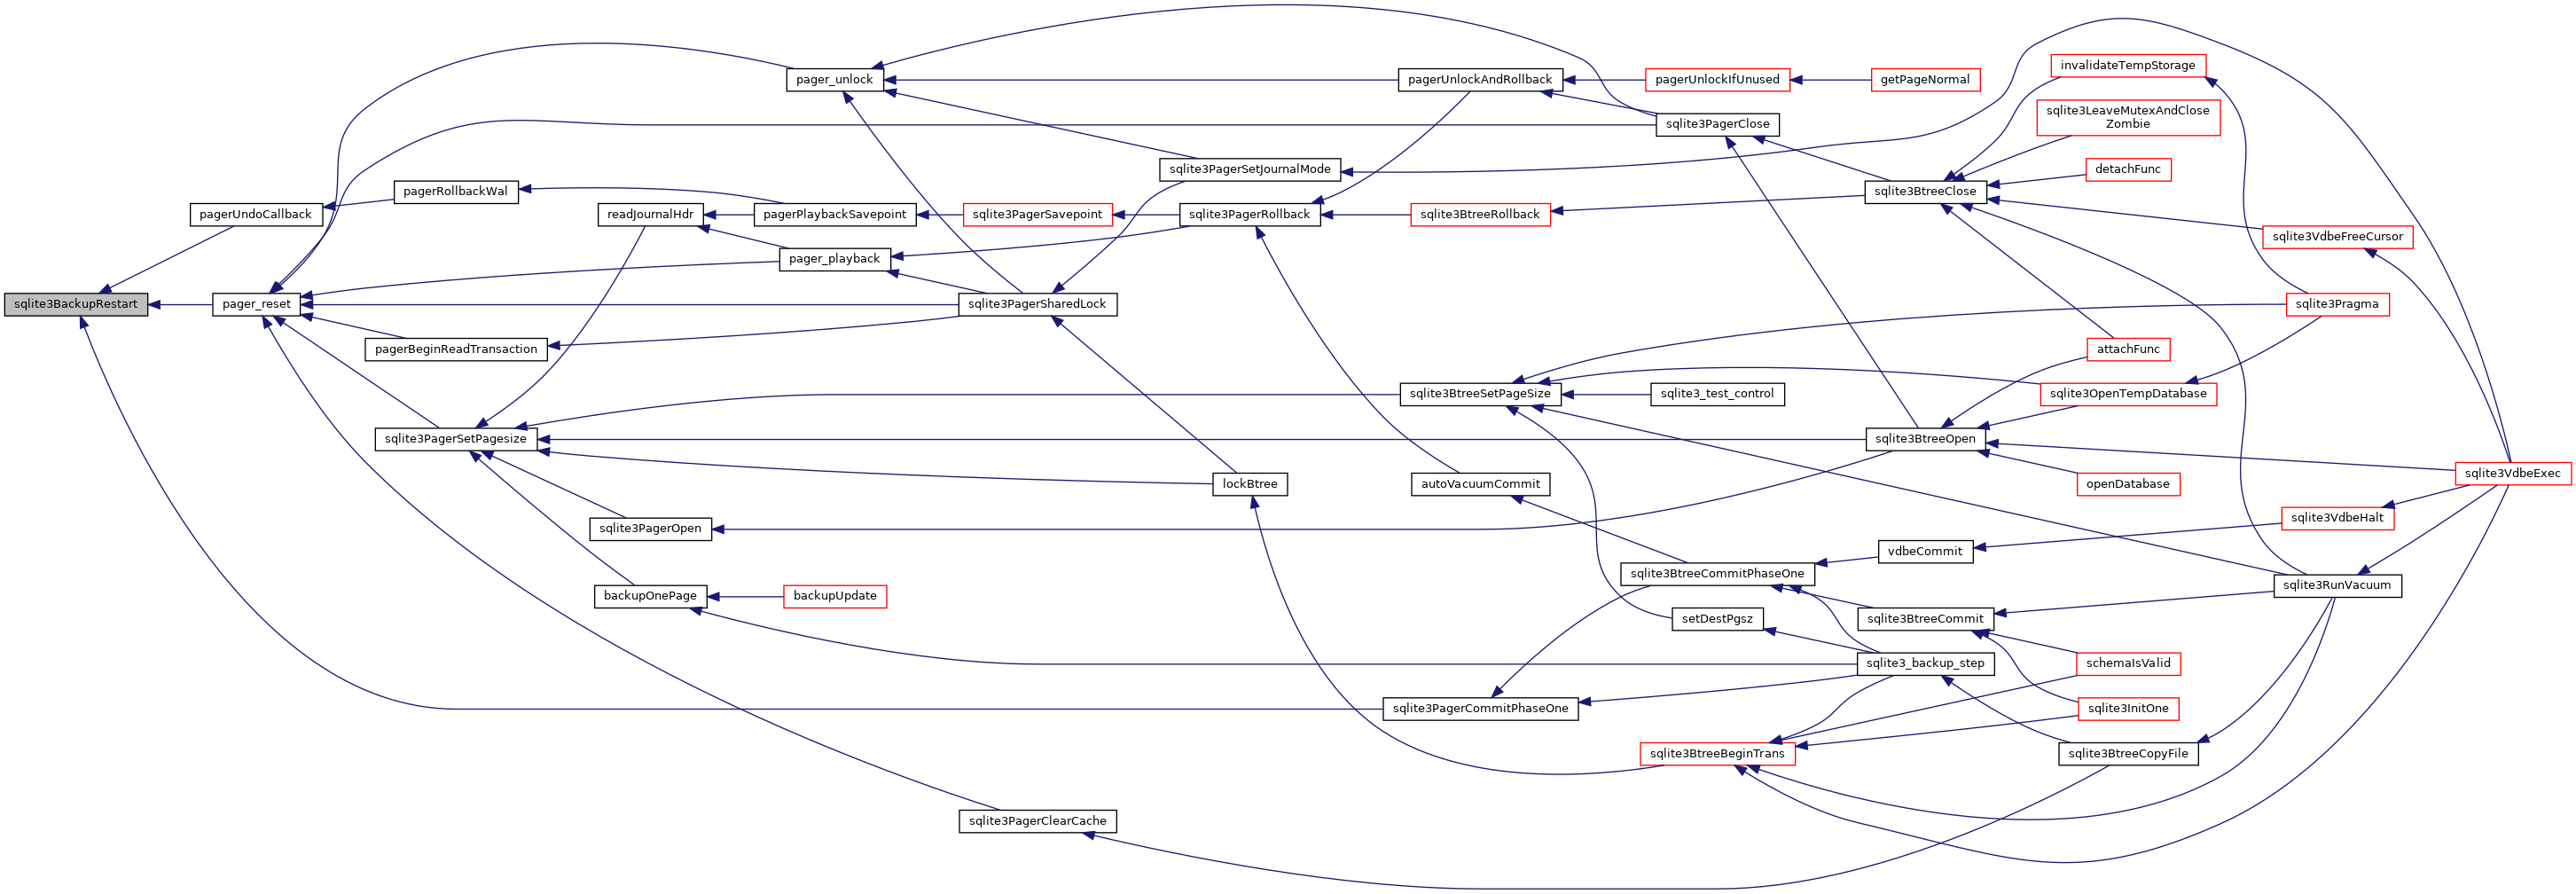 sqlite3BackupRestart
pagerUndoCallback
pager_reset
pagerRollbackWal
pagerBeginReadTransaction
sqlite3PagerSetPagesize
readJournalHdr
sqlite3PagerOpen
backupOnePage
pager_unlock
pagerPlaybackSavepoint
pager_playback
backupUpdate
sqlite3PagerSavepoint
sqlite3PagerSharedLock
sqlite3PagerClearCache
sqlite3PagerSetJournalMode
sqlite3PagerRollback
lockBtree
pagerUnlockAndRollback
sqlite3BtreeRollback
sqlite3BtreeSetPageSize
autoVacuumCommit
sqlite3PagerCommitPhaseOne
pagerUnlockIfUnused
sqlite3PagerClose
sqlite3_test_control
sqlite3BtreeCommitPhaseOne
setDestPgsz
sqlite3BtreeBeginTrans
getPageNormal
sqlite3BtreeClose
sqlite3BtreeOpen
vdbeCommit
sqlite3BtreeCommit
sqlite3_backup_step
invalidateTempStorage
sqlite3LeaveMutexAndClose
Zombie
detachFunc
attachFunc
sqlite3OpenTempDatabase
openDatabase
schemaIsValid
sqlite3InitOne
sqlite3BtreeCopyFile
sqlite3VdbeFreeCursor
sqlite3Pragma
sqlite3VdbeHalt
sqlite3RunVacuum
sqlite3VdbeExec